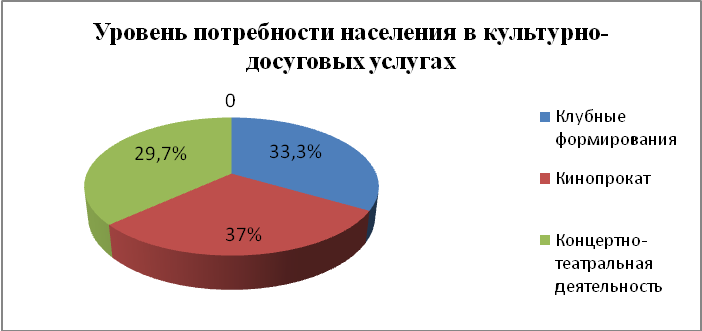 Уровень потребности населения в культурно-
досуговых услугах
0
29,7%
33,3%
37%
Клубные
формирования
Кинопрокат
Концертно-
театральная
деятельность